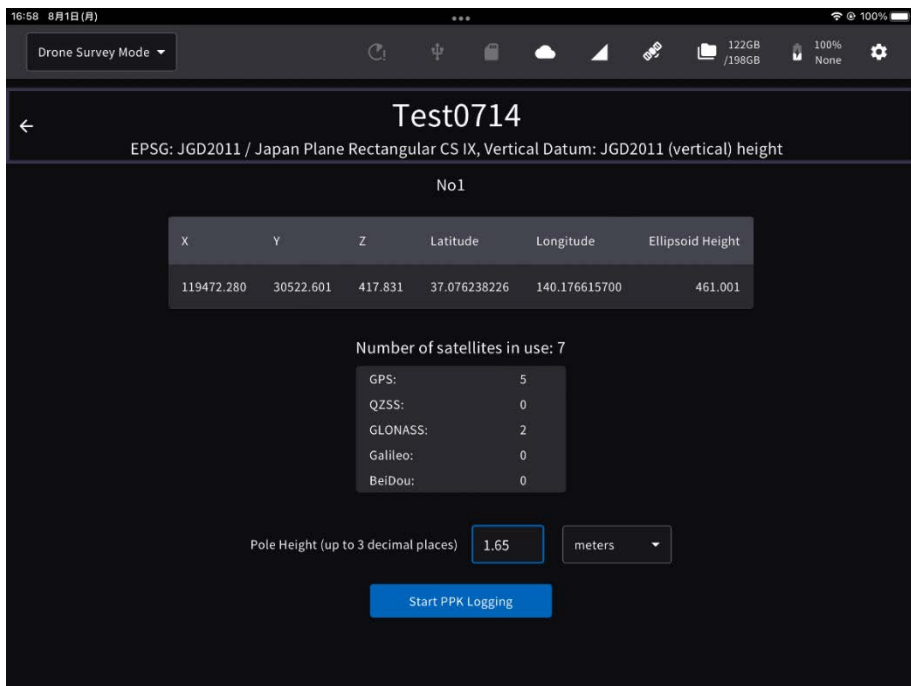 16:58 8月1日(月) 100%
Drone Survey Mode 122GB /198GB 100% None
Test0714
EPSG: JGD2011 / Japan Plane Rectangular CS IX, Vertical Datum: JGD2011 (vertical) height
No1
X Y Z Latitude Longitude Ellipsoid Height
119472.280 30522.601 417.831 37.076238226 140.176615700 461.001
Number of satellites in use: 7
GPS: 5
QZSS: 0
GLONASS: 2
Galileo: 0
BeiDou: 0
Pole Height (up to 3 decimal places) 1.65 meters
Start PPK Logging